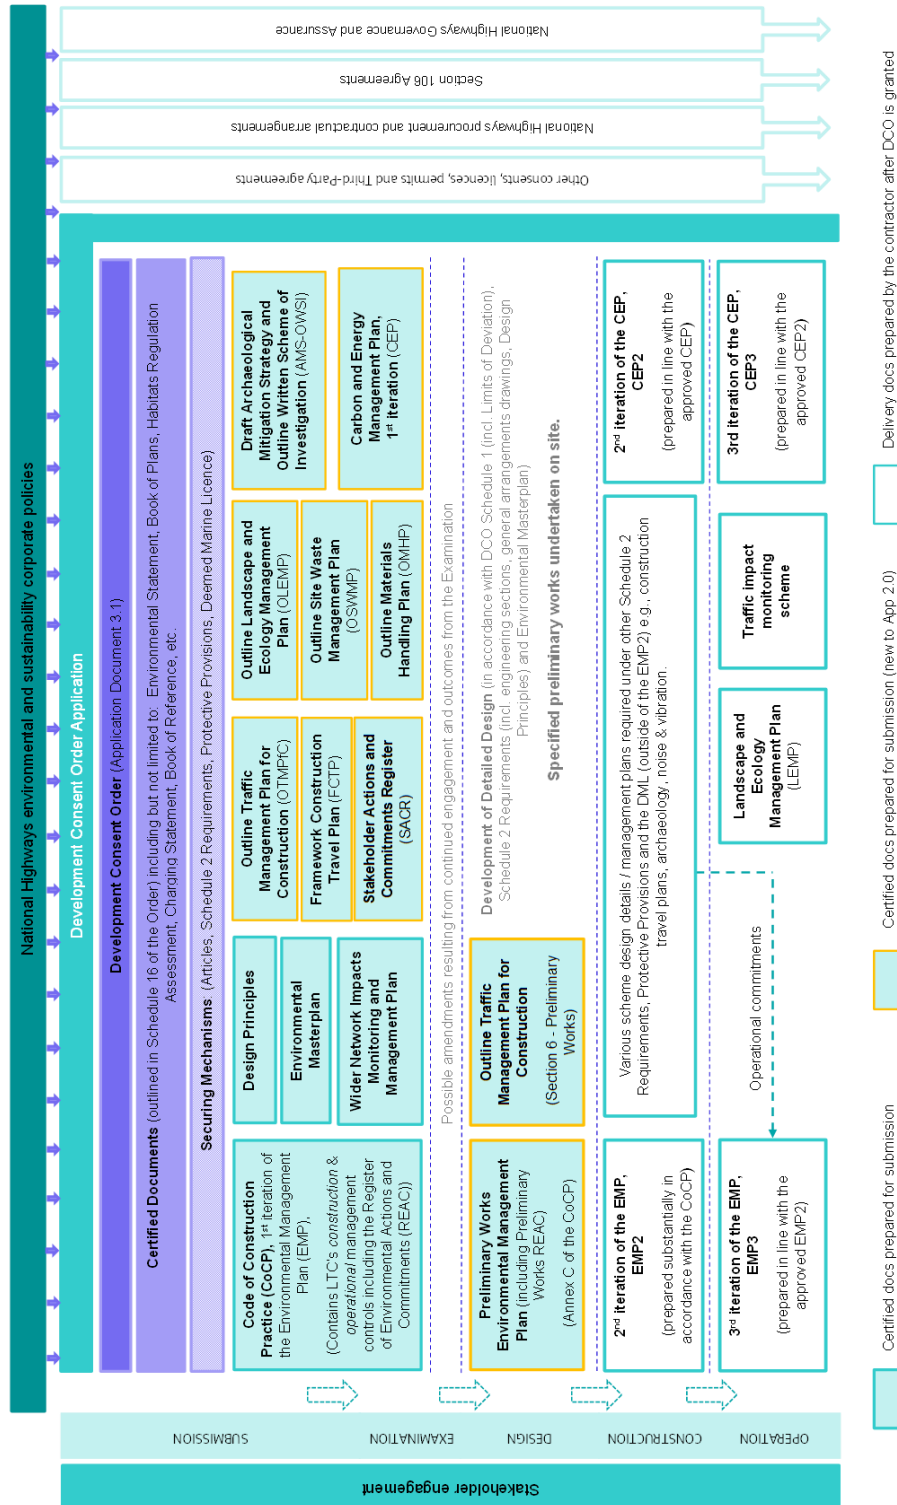 National Highways environmental and sustainability corporate policies
Development Consent Order Application
Development Consent Order (Application Document 3.1)
Certified Documents (outlined in Schedule 16 of the Order) including but not limited to: Environmental Statement, Book of Plans, Habitats Regulation
Assessment, Charging Statement, Book of Reference, etc.
Securing Mechanisms (Articles, Schedule 2 Requirements, Protective Provisions, Deemed Marine Licence)
Stakeholder engagement
SUBMISSION
Code of Construction
Practice (CoCP), 1st iteration of
the Environmental Management
Plan (EMP),
(Contains LTC's construction &
operational management
controls including the Register
of Environmental Actions and
Commitments (REAC))
Design Principles
Environmental
Masterplan
Wider Network Impacts
Monitoring and
Management Plan
Outline Traffic
Management Plan for
Construction (OTMPfC)
Framework Construction
Travel Plan (FCTP)
Stakeholder Actions and
Commitments Register
(SACR)
Outline Landscape and
Ecology Management
Plan (OLEMP)
Outline Site Waste
Management Plan
(OSWMP)
Outline Materials
Handling Plan (OMHP)
Draft Archaeological
Mitigation Strategy and
Outline Written Scheme of
Investigation (AMS-OWSI)
Carbon and Energy
Management Plan,
1st iteration (CEP)
EXAMINATION
Possible amendments resulting from continued engagement and outcomes from the Examination
DESIGN
Preliminary Works
Environmental Management
Plan (including Preliminary
Works REAC)
(Annex C of the CoCP)
Outline Traffic
Management Plan for
Construction
(Section 6 - Preliminary
Works)
Development of Detailed Design (in accordance with DCO Schedule 1 (incl. Limits of Deviation),
Schedule 2 Requirements (incl. engineering sections, general arrangements drawings, Design
Principles) and Environmental Masterplan)
Specified preliminary works undertaken on site.
CONSTRUCTION
2nd iteration of the EMP,
EMP2
(prepared substantially in
accordance with the CoCP)
Various scheme design details / management plans required under other Schedule 2
Requirements, Protective Provisions and the DML (outside of the EMP2) e.g., construction
travel plans, archaeology, noise & vibration.
2nd iteration of the CEP,
CEP2
(prepared in line with the
approved CEP)
OPERATION
3rd iteration of the EMP,
EMP3
(prepared in line with the
approved EMP2)
Operational commitments
Landscape and
Ecology
Management Plan
(LEMP)
Traffic impact
monitoring
scheme
3rd iteration of the CEP,
CEP3
(prepared in line with the
approved CEP2)
Other consents, licences, permits and Third-Party agreements
National Highways procurement and contractual arrangements
Section 106 Agreements
National Highways Governance and Assurance
Certified docs prepared for submission
Certified docs prepared for submission (new to App 2.0)
Delivery docs prepared by the contractor after DCO is granted